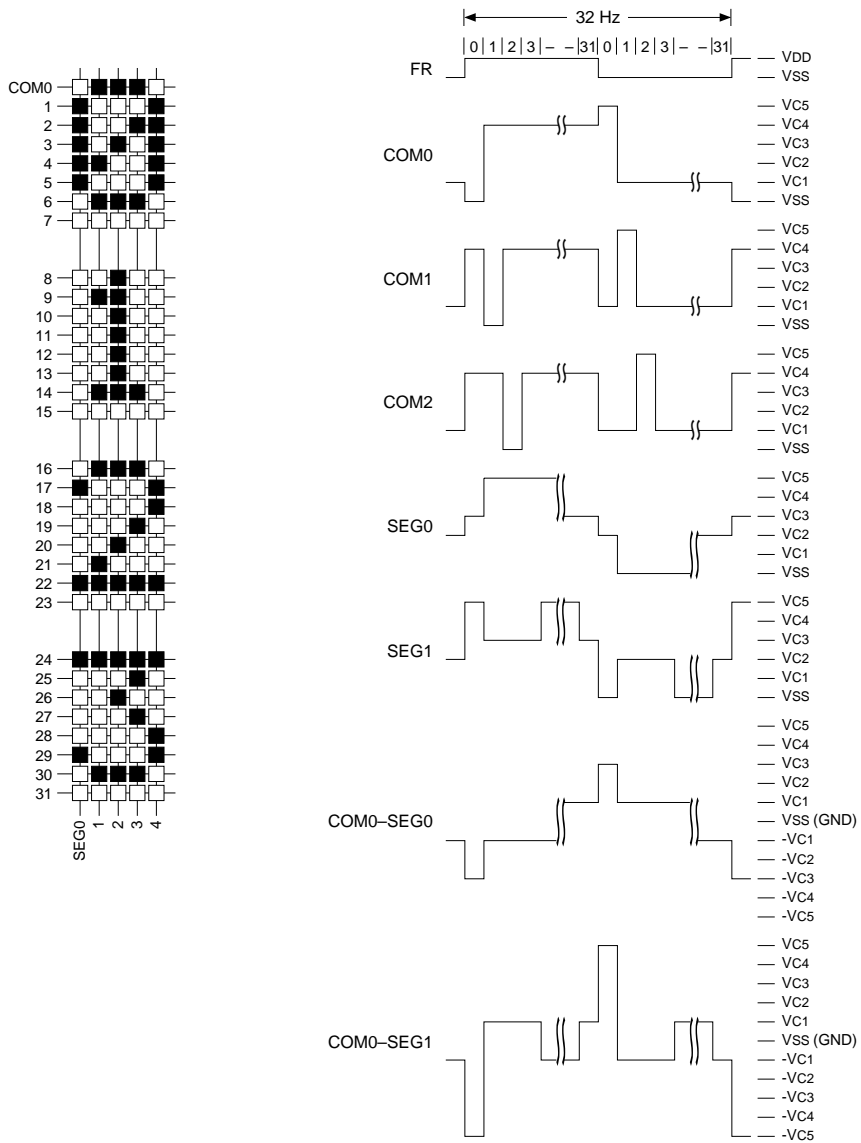 32 Hz
0 1 2 3 – – 31 0 1 2 3 – – 31
FR
VDD
VSS
COM0
1
2
3
4
5
6
7
8
9
10
11
12
13
14
15
16
17
18
19
20
21
22
23
24
25
26
27
28
29
30
31
SEG0
1
2
3
4
COM0
VC5
VC4
VC3
VC2
VC1
VSS
COM1
VC5
VC4
VC3
VC2
VC1
VSS
COM2
VC5
VC4
VC3
VC2
VC1
VSS
SEG0
VC5
VC4
VC3
VC2
VC1
VSS
SEG1
VC5
VC4
VC3
VC2
VC1
VSS
COM0–SEG0
VC5
VC4
VC3
VC2
VC1
VSS (GND)
-VC1
-VC2
-VC3
-VC4
-VC5
COM0–SEG1
VC5
VC4
VC3
VC2
VC1
VSS (GND)
-VC1
-VC2
-VC3
-VC4
-VC5